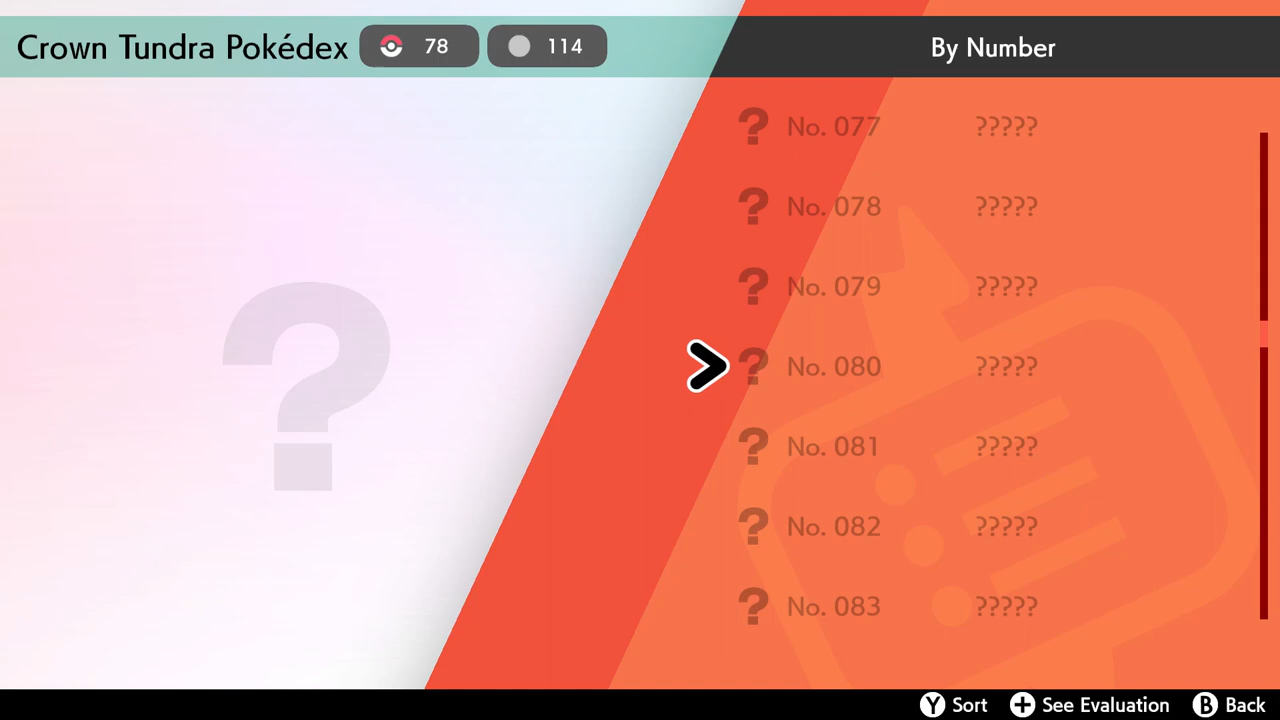 Crown Tundra Pokédex 78 114
By Number
? No. 077 ?????
? No. 078 ?????
? No. 079 ?????
? No. 080 ?????
? No. 081 ?????
? No. 082 ?????
? No. 083 ?????
?
Y Sort + See Evaluation B Back